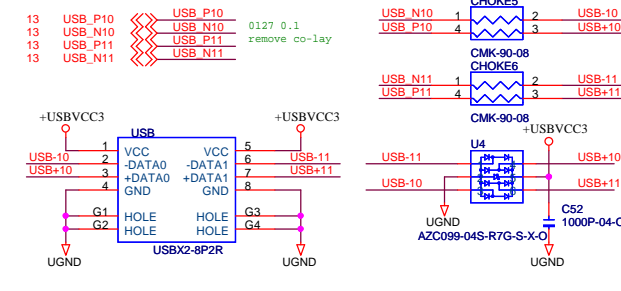 13 USB_P10 USB_P10
13 USB_N10 USB_N10
13 USB_P11 USB_P11
13 USB_N11 USB_N11
0127 0.1
remove co-lay
CHOKE5
USB_N10 1 2 USB-10
USB_P10 4 3 USB+10
CMK-90-08
CHOKE6
USB_N11 1 2 USB-11
USB_P11 4 3 USB+11
CMK-90-08
+USBVCC3 +USBVCC3
USB
1 VCC VCC 5
USB-10 2 -DATA0 -DATA1 6 USB-11
USB+10 3 +DATA0 +DATA1 7 USB+11
4 GND GND 8
G1 HOLE HOLE G3
G2 HOLE HOLE G4
USBX2-8P2R
UGND UGND
+USBVCC3
U4
USB-11 USB+10
USB-10 USB+11
UGND
AZC099-04S-R7G-S-X-O
C52
1000P-04-O
UGND